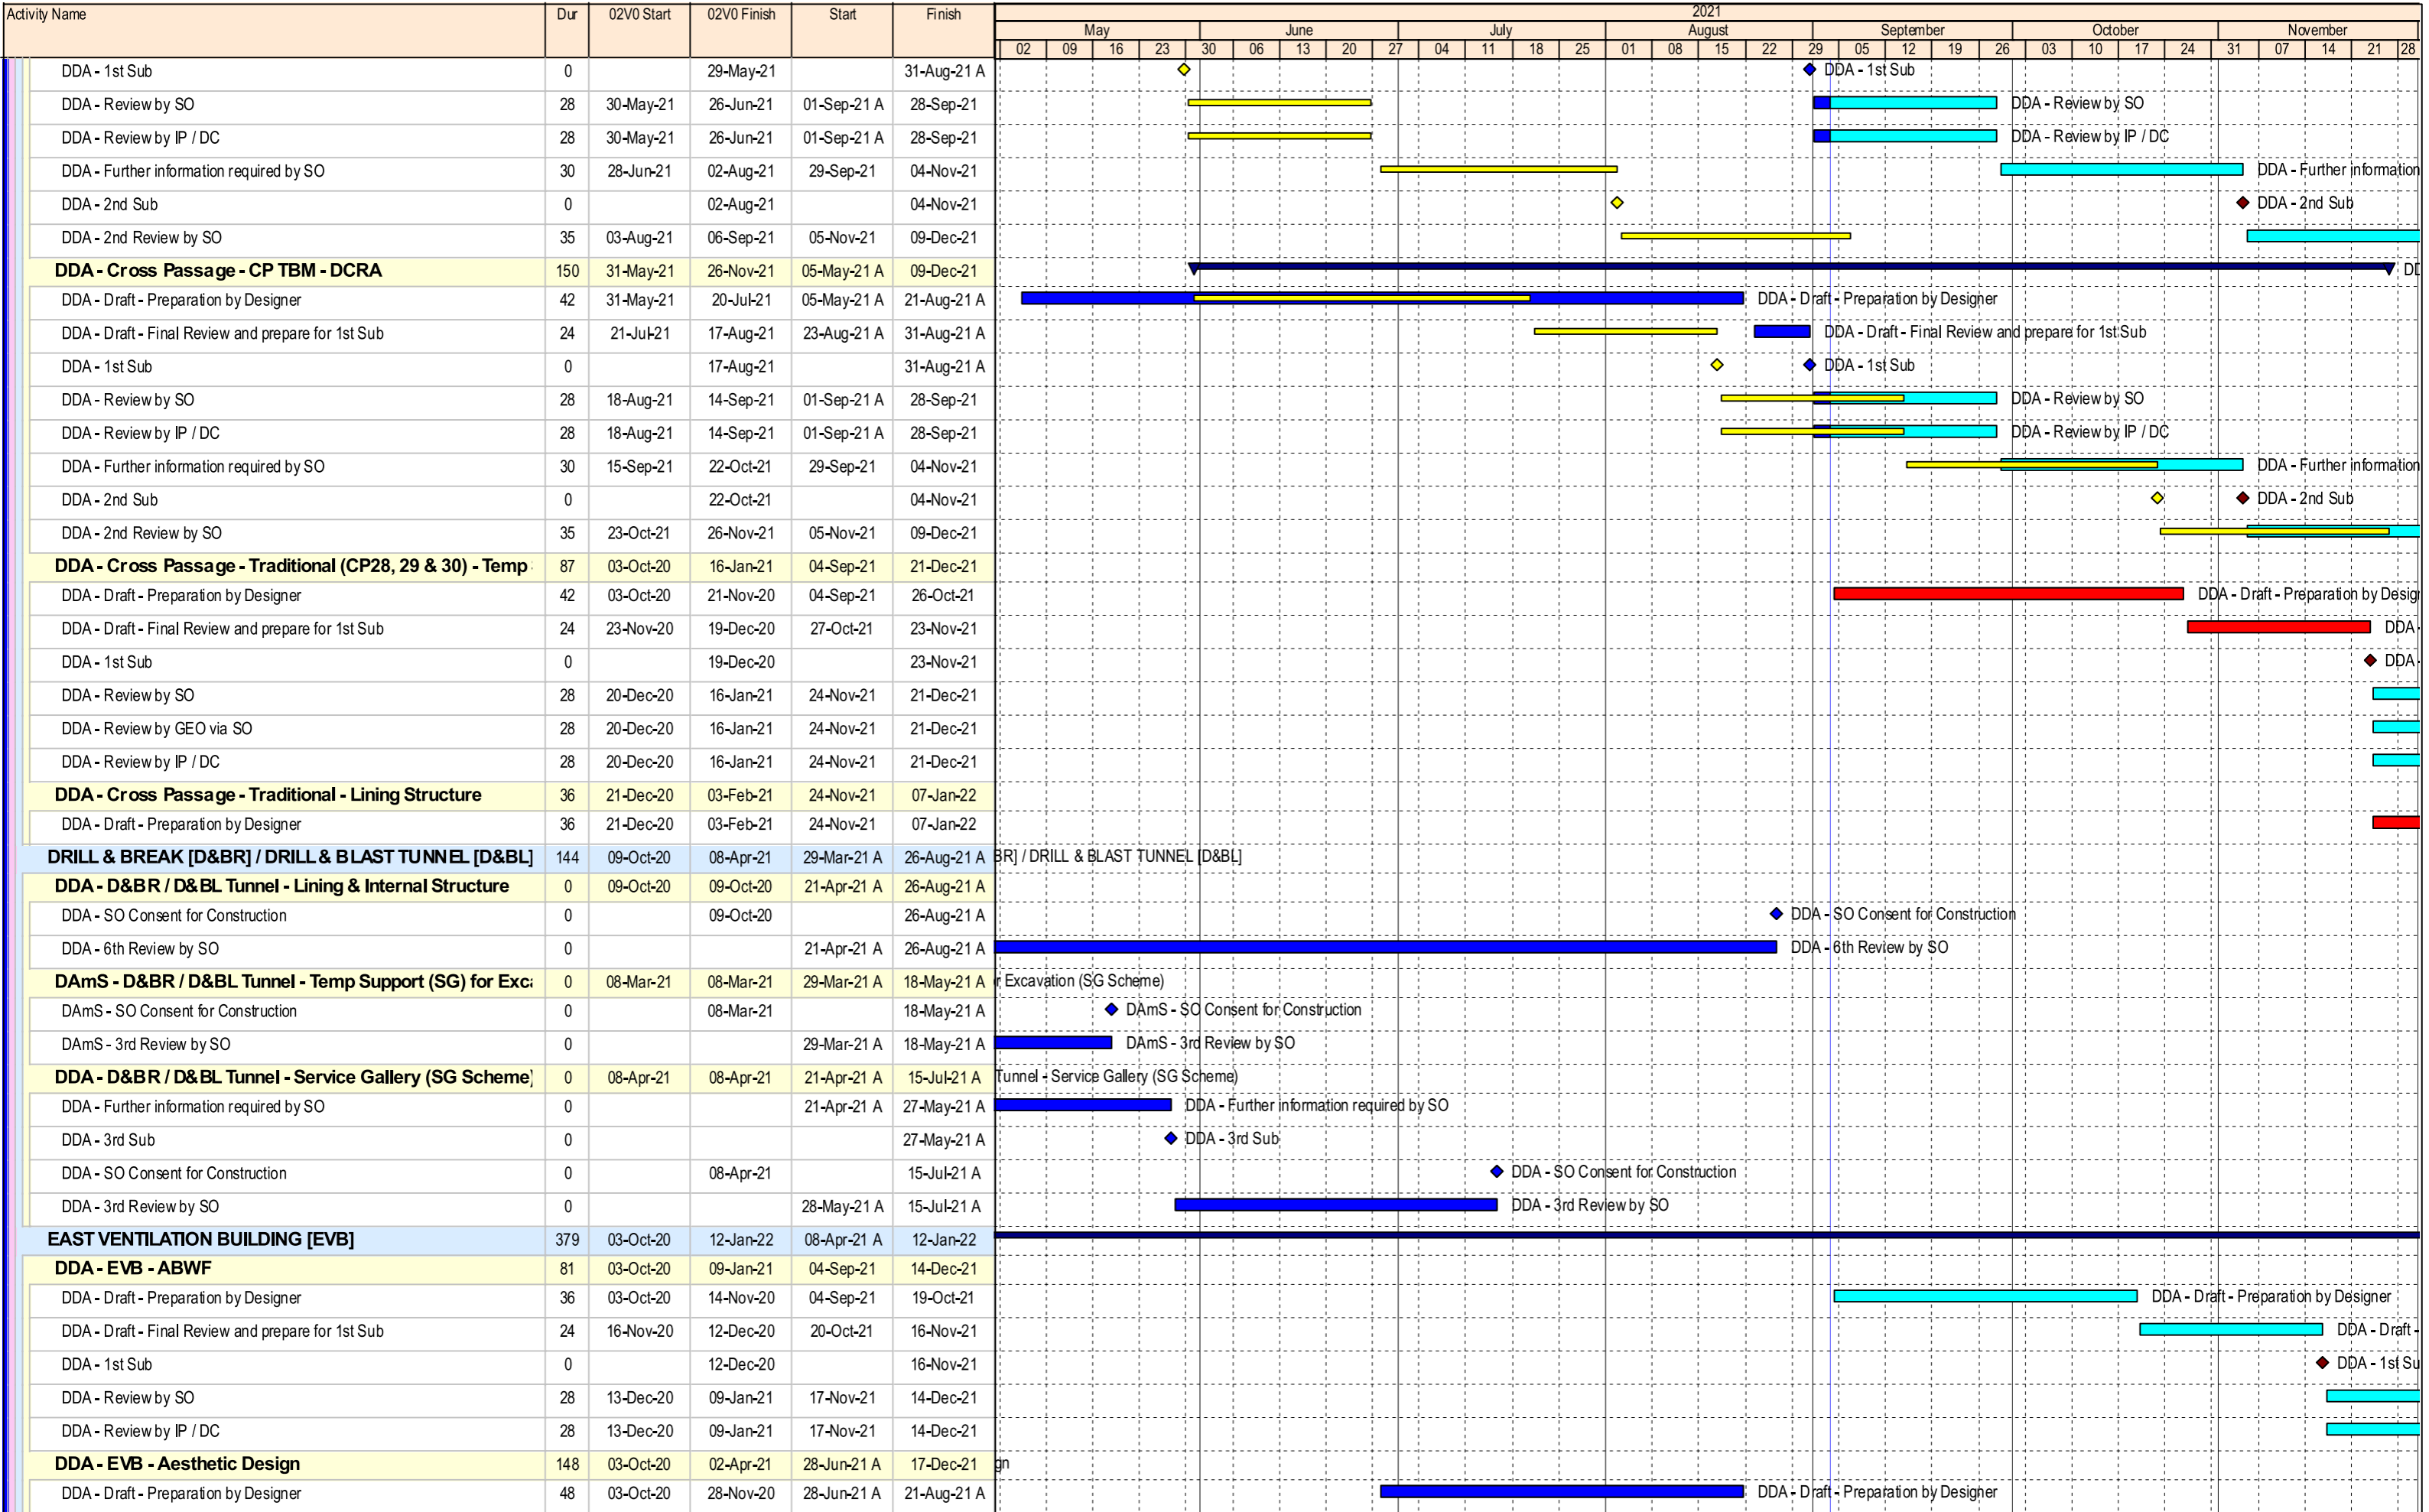 Activity Name Dur 02V0 Start 02V0 Finish Start Finish 2021
May June July August September October November
02 09 16 23 30 06 13 20 27 04 11 18 25 01 08 15 22 29 05 12 19 26 03 10 17 24 31 07 14 21 28
DDA - 1st Sub 0 29-May-21 31-Aug-21 A DDA - 1st Sub
DDA - Review by SO 28 30-May-21 26-Jun-21 01-Sep-21 A 28-Sep-21 DDA - Review by SO
DDA - Review by IP / DC 28 30-May-21 26-Jun-21 01-Sep-21 A 28-Sep-21 DDA - Review by IP / DC
DDA - Further information required by SO 30 28-Jun-21 02-Aug-21 29-Sep-21 04-Nov-21 DDA - Further information
DDA - 2nd Sub 0 02-Aug-21 04-Nov-21 DDA - 2nd Sub
DDA - 2nd Review by SO 35 03-Aug-21 06-Sep-21 05-Nov-21 09-Dec-21
DDA - Cross Passage - CP TBM - DCRA 150 31-May-21 26-Nov-21 05-May-21 A 09-Dec-21 DD
DDA - Draft - Preparation by Designer 42 31-May-21 20-Jul-21 05-May-21 A 21-Aug-21 A DDA - Draft - Preparation by Designer
DDA - Draft - Final Review and prepare for 1st Sub 24 21-Jul-21 17-Aug-21 23-Aug-21 A 31-Aug-21 A DDA - Draft - Final Review and prepare for 1st Sub
DDA - 1st Sub 0 17-Aug-21 31-Aug-21 A DDA - 1st Sub
DDA - Review by SO 28 18-Aug-21 14-Sep-21 01-Sep-21 A 28-Sep-21 DDA - Review by SO
DDA - Review by IP / DC 28 18-Aug-21 14-Sep-21 01-Sep-21 A 28-Sep-21 DDA - Review by IP / DC
DDA - Further information required by SO 30 15-Sep-21 22-Oct-21 29-Sep-21 04-Nov-21 DDA - Further information
DDA - 2nd Sub 0 22-Oct-21 04-Nov-21 DDA - 2nd Sub
DDA - 2nd Review by SO 35 23-Oct-21 26-Nov-21 05-Nov-21 09-Dec-21
DDA - Cross Passage - Traditional (CP28, 29 & 30) - Temp 87 03-Oct-20 16-Jan-21 04-Sep-21 21-Dec-21
DDA - Draft - Preparation by Designer 42 03-Oct-20 21-Nov-20 04-Sep-21 26-Oct-21 DDA - Draft - Preparation by Desig
DDA - Draft - Final Review and prepare for 1st Sub 24 23-Nov-20 19-Dec-20 27-Oct-21 23-Nov-21 DDA -
DDA - 1st Sub 0 19-Dec-20 23-Nov-21 DDA -
DDA - Review by SO 28 20-Dec-20 16-Jan-21 24-Nov-21 21-Dec-21
DDA - Review by GEO via SO 28 20-Dec-20 16-Jan-21 24-Nov-21 21-Dec-21
DDA - Review by IP / DC 28 20-Dec-20 16-Jan-21 24-Nov-21 21-Dec-21
DDA - Cross Passage - Traditional - Lining Structure 36 21-Dec-20 03-Feb-21 24-Nov-21 07-Jan-22
DDA - Draft - Preparation by Designer 36 21-Dec-20 03-Feb-21 24-Nov-21 07-Jan-22
DRILL & BREAK [D&BR] / DRILL & BLAST TUNNEL [D&BL] 144 09-Oct-20 08-Apr-21 29-Mar-21 A 26-Aug-21 A BR] / DRILL & BLAST TUNNEL [D&BL]
DDA - D&BR / D&BL Tunnel - Lining & Internal Structure 0 09-Oct-20 09-Oct-20 21-Apr-21 A 26-Aug-21 A
DDA - SO Consent for Construction 0 09-Oct-20 26-Aug-21 A DDA - SO Consent for Construction
DDA - 6th Review by SO 0 21-Apr-21 A 26-Aug-21 A DDA - 6th Review by SO
DAmS - D&BR / D&BL Tunnel - Temp Support (SG) for Exc 0 08-Mar-21 08-Mar-21 29-Mar-21 A 18-May-21 A r Excavation (SG Scheme)
DAmS - SO Consent for Construction 0 08-Mar-21 18-May-21 A DAmS - SO Consent for Construction
DAmS - 3rd Review by SO 0 29-Mar-21 A 18-May-21 A DAmS - 3rd Review by SO
DDA - D&BR / D&BL Tunnel - Service Gallery (SG Scheme) 0 08-Apr-21 08-Apr-21 21-Apr-21 A 15-Jul-21 A Tunnel - Service Gallery (SG Scheme)
DDA - Further information required by SO 0 21-Apr-21 A 27-May-21 A DDA - Further information required by SO
DDA - 3rd Sub 0 27-May-21 A DDA - 3rd Sub
DDA - SO Consent for Construction 0 08-Apr-21 15-Jul-21 A DDA - SO Consent for Construction
DDA - 3rd Review by SO 0 28-May-21 A 15-Jul-21 A DDA - 3rd Review by SO
EAST VENTILATION BUILDING [EVB] 379 03-Oct-20 12-Jan-22 08-Apr-21 A 12-Jan-22
DDA - EVB - ABWF 81 03-Oct-20 09-Jan-21 04-Sep-21 14-Dec-21
DDA - Draft - Preparation by Designer 36 03-Oct-20 14-Nov-20 04-Sep-21 19-Oct-21 DDA - Draft - Preparation by Designer
DDA - Draft - Final Review and prepare for 1st Sub 24 16-Nov-20 12-Dec-20 20-Oct-21 16-Nov-21 DDA - Draft -
DDA - 1st Sub 0 12-Dec-20 16-Nov-21 DDA - 1st Su
DDA - Review by SO 28 13-Dec-20 09-Jan-21 17-Nov-21 14-Dec-21
DDA - Review by IP / DC 28 13-Dec-20 09-Jan-21 17-Nov-21 14-Dec-21
DDA - EVB - Aesthetic Design 148 03-Oct-20 02-Apr-21 28-Jun-21 A 17-Dec-21 gn
DDA - Draft - Preparation by Designer 48 03-Oct-20 28-Nov-20 28-Jun-21 A 21-Aug-21 A DDA - Draft - Preparation by Designer